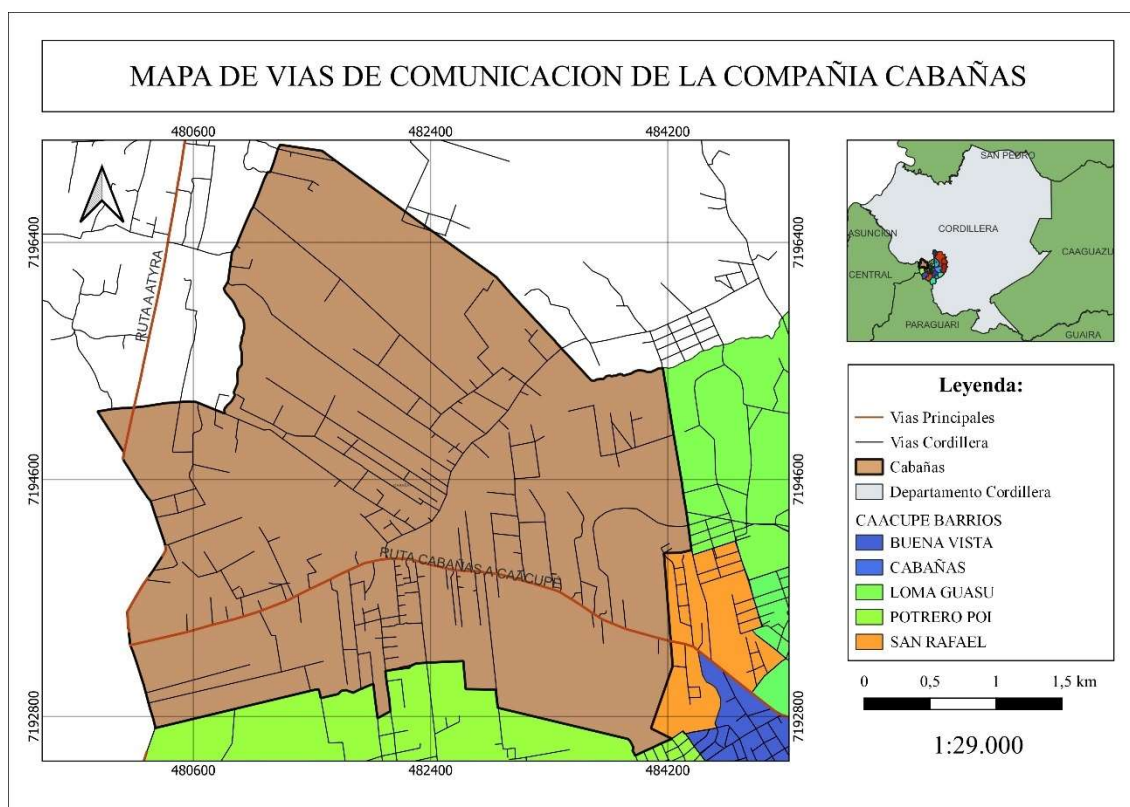 MAPA DE VIAS DE COMUNICACION DE LA COMPAÑIA CABAÑAS
480600
482400
484200
7196400
7194600
7192800
RUTA A ATYRA
RUTA CABAÑAS A CAACUPE
7196400
7194600
7192800
480600
482400
484200
SAN PEDRO
ASUNCION
CORDILLERA
CAAGUAZU
CENTRAL
PARAGUARI
GUAIRA
Leyenda:
Vias Principales
Vias Cordillera
Cabañas
Departamento Cordillera
CAACUPE BARRIOS
BUENA VISTA
CABAÑAS
LOMA GUASU
POTRERO POI
SAN RAFAEL
0 0,5 1 1,5 km
1:29.000